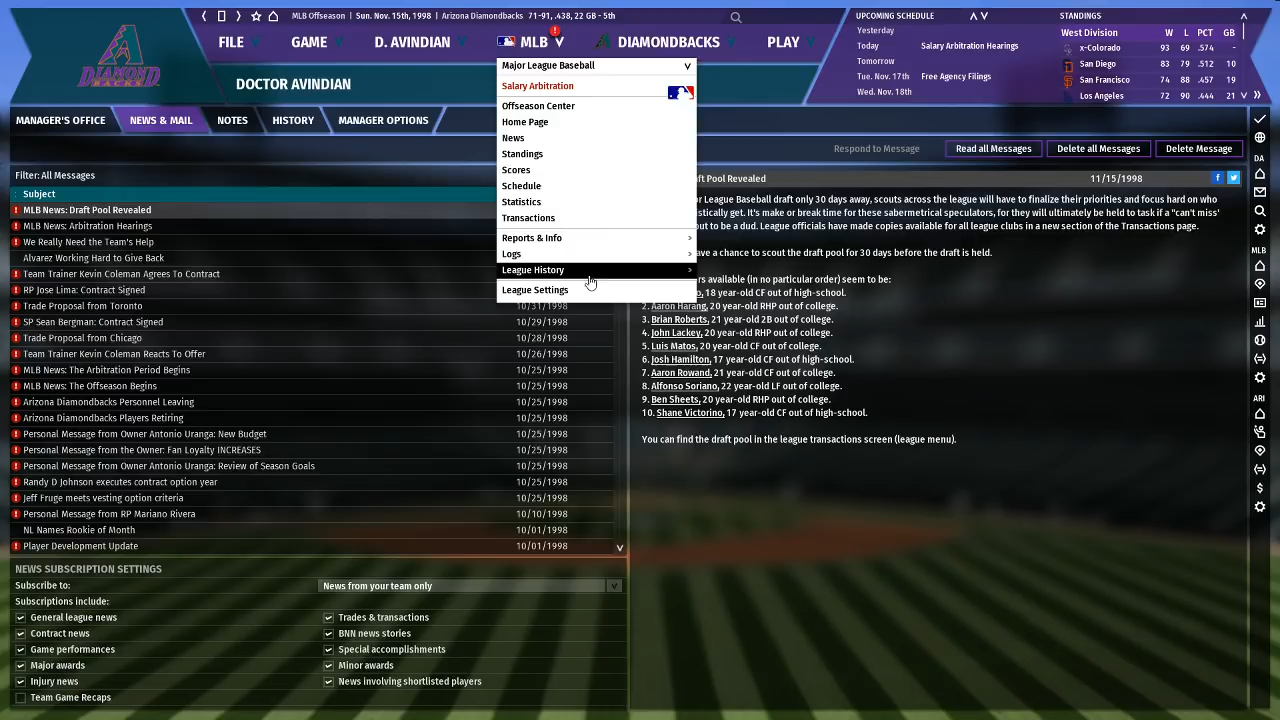 MLB Offseason | Sun. Nov. 15th, 1998 | Arizona Diamondbacks 71-91, .438, 22 GB - 5th
FILE GAME D. AVINDIAN MLB DIAMONDBACKS PLAY
DIAMOND BACKS
DOCTOR AVINDIAN
UPCOMING SCHEDULE
Yesterday
Today Salary Arbitration Hearings
Tomorrow
Tue. Nov. 17th Free Agency Filings
Wed. Nov. 18th
STANDINGS
West Division W L PCT GB
x-Colorado 93 69 .574 -
San Diego 83 79 .512 10
San Francisco 74 88 .457 19
Los Angeles 72 90 .444 21
MANAGER'S OFFICE NEWS & MAIL NOTES HISTORY MANAGER OPTIONS
Major League Baseball
Salary Arbitration
Offseason Center
Home Page
News
Standings
Scores
Schedule
Statistics
Transactions
Reports & Info
Logs
League History
League Settings
Respond to Message Read all Messages Delete all Messages Delete Message
Filter: All Messages
Subject
MLB News: Draft Pool Revealed
MLB News: Arbitration Hearings
We Really Need the Team's Help
Alvarez Working Hard to Give Back
Team Trainer Kevin Coleman Agrees To Contract
RP Jose Lima: Contract Signed
Trade Proposal from Toronto 10/31/1998
SP Sean Bergman: Contract Signed 10/29/1998
Trade Proposal from Chicago 10/28/1998
Team Trainer Kevin Coleman Reacts To Offer 10/26/1998
MLB News: The Arbitration Period Begins 10/25/1998
MLB News: The Offseason Begins 10/25/1998
Arizona Diamondbacks Personnel Leaving 10/25/1998
Arizona Diamondbacks Players Retiring 10/25/1998
Personal Message from Owner Antonio Uranga: New Budget 10/25/1998
Personal Message from the Owner: Fan Loyalty INCREASES 10/25/1998
Personal Message from Owner Antonio Uranga: Review of Season Goals 10/25/1998
Randy D Johnson executes contract option year 10/25/1998
Jeff Fruge meets vesting option criteria 10/25/1998
Personal Message from RP Mariano Rivera 10/10/1998
NL Names Rookie of Month 10/01/1998
Player Development Update 10/01/1998
aft Pool Revealed 11/15/1998
r League Baseball draft only 30 days away, scouts across the league will have to finalize their priorities and focus hard on who
istically get. It's make or break time for these sabermetrical speculators, for they will ultimately be held to task if a "can't miss'
out to be a dud. League officials have made copies available for all league clubs in a new section of the Transactions page.
ave a chance to scout the draft pool for 30 days before the draft is held.
ers available (in no particular order) seem to be:
18 year-old CF out of high-school.
2. Aaron Harang, 20 year-old RHP out of college.
3. Brian Roberts, 21 year-old 2B out of college.
4. John Lackey, 20 year-old RHP out of college.
5. Luis Matos, 20 year-old CF out of college.
6. Josh Hamilton, 17 year-old CF out of high-school.
7. Aaron Rowand, 21 year-old CF out of college.
8. Alfonso Soriano, 22 year-old LF out of college.
9. Ben Sheets, 20 year-old RHP out of college.
10. Shane Victorino, 17 year-old CF out of high-school.
You can find the draft pool in the league transactions screen (league menu).
DA
ARI
NEWS SUBSCRIPTION SETTINGS
Subscribe to: News from your team only
Subscriptions include:
General league news Trades & transactions
Contract news BNN news stories
Game performances Special accomplishments
Major awards Minor awards
Injury news News involving shortlisted players
Team Game Recaps